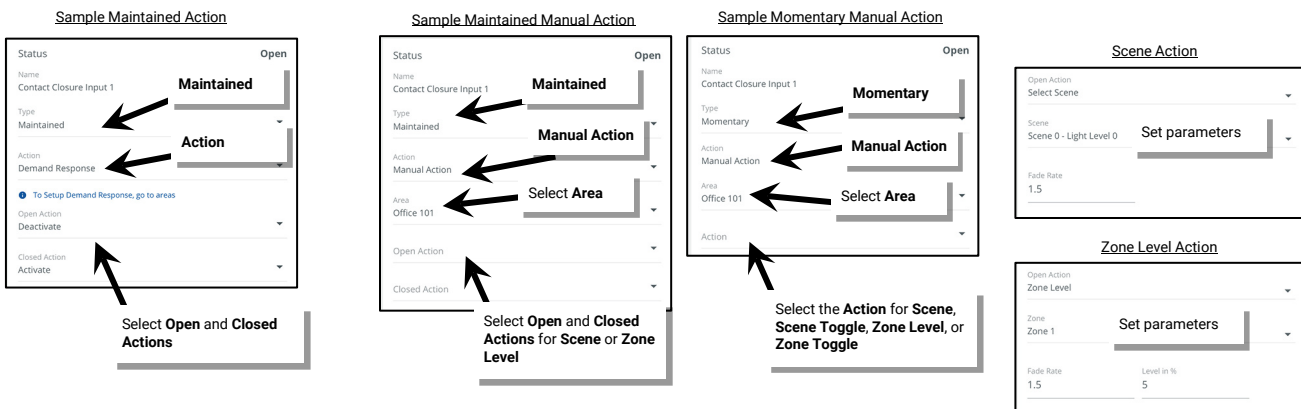 Sample Maintained Action
Status Open
Name
Contact Closure Input 1
Maintained
Type
Maintained
Action
Action
Demand Response
To Setup Demand Response, go to areas
Open Action
Deactivate
Closed Action
Activate
Select Open and Closed
Actions
Sample Maintained Manual Action
Status Open
Name
Contact Closure Input 1
Maintained
Type
Maintained
Manual Action
Action
Manual Action
Select Area
Area
Office 101
Open Action
Closed Action
Select Open and Closed
Actions for Scene or Zone
Level
Sample Momentary Manual Action
Status Open
Name
Contact Closure Input 1
Momentary
Type
Momentary
Manual Action
Action
Manual Action
Select Area
Area
Office 101
Action
Select the Action for Scene,
Scene Toggle, Zone Level, or
Zone Toggle
Scene Action
Open Action
Select Scene
Scene
Scene 0 - Light Level 0
Set parameters
Fade Rate
1.5
Zone Level Action
Open Action
Zone Level
Zone
Zone 1
Set parameters
Fade Rate Level in %
1.5 5